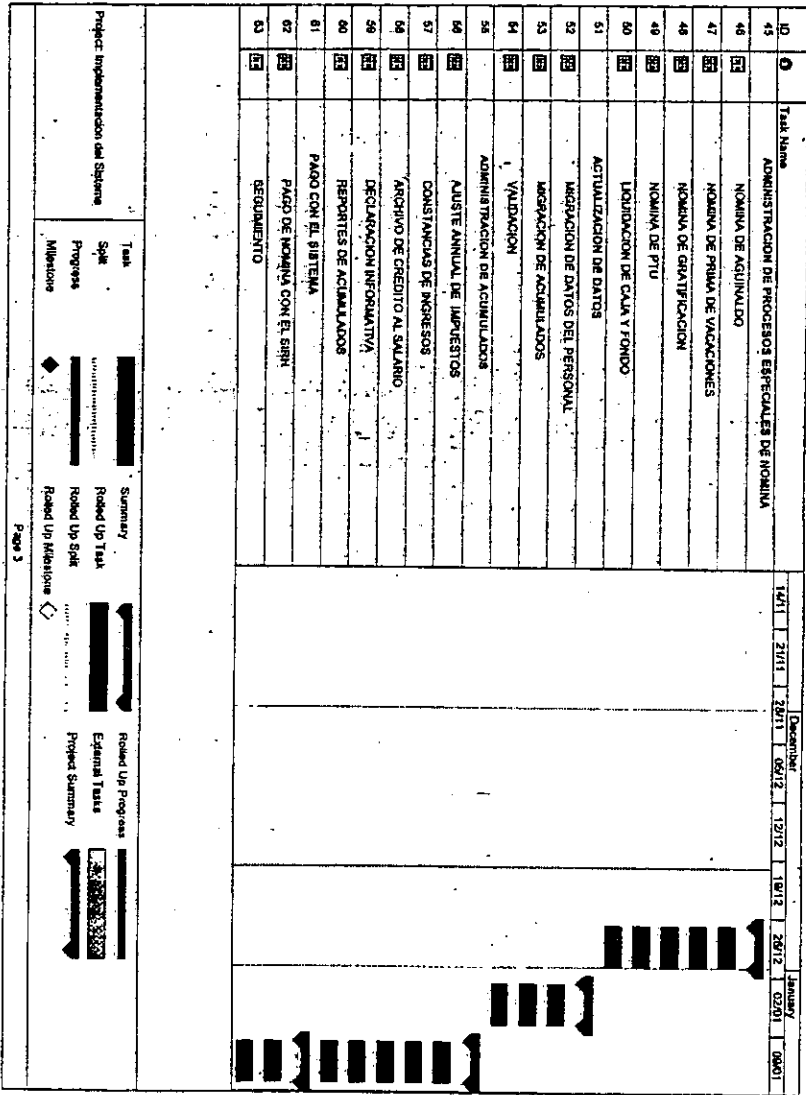 ID Task Name
December January
14/11 21/11 28/11 05/12 12/12 19/12 26/12 02/01 09/01
45 ADMINISTRACION DE PROCESOS ESPECIALES DE NOMINA
46 NOMINA DE AGUINALDO
47 NOMINA DE PRIMA DE VACACIONES
48 NOMINA DE GRATIFICACION
49 NOMINA DE PTU
50 LIQUIDACION DE CAJA Y FONDO
51 ACTUALIZACION DE DATOS
52 MIGRACION DE DATOS DEL PERSONAL
53 MIGRACION DE ACUMULADOS
54 VALIDACION
55 ADMINISTRACION DE ACUMULADOS
56 AJUSTE ANNUAL DE IMPUESTOS
57 CONSTANCIAS DE INGRESOS
58 ARCHIVO DE CREDITO AL SALARIO
59 DECLARACION INFORMATIVA
60 REPORTES DE ACUMULADOS
61 PAGO CON EL SISTEMA
62 PAGO DE NOMINA CON EL SIRH
63 SEGUIMIENTO
Project: Implementacion del Sistema
Task Summary Rolled Up Progress
Split Rolled Up Task External Tasks
Progress Rolled Up Split Project Summary
Milestone Rolled Up Milestone
Page 3